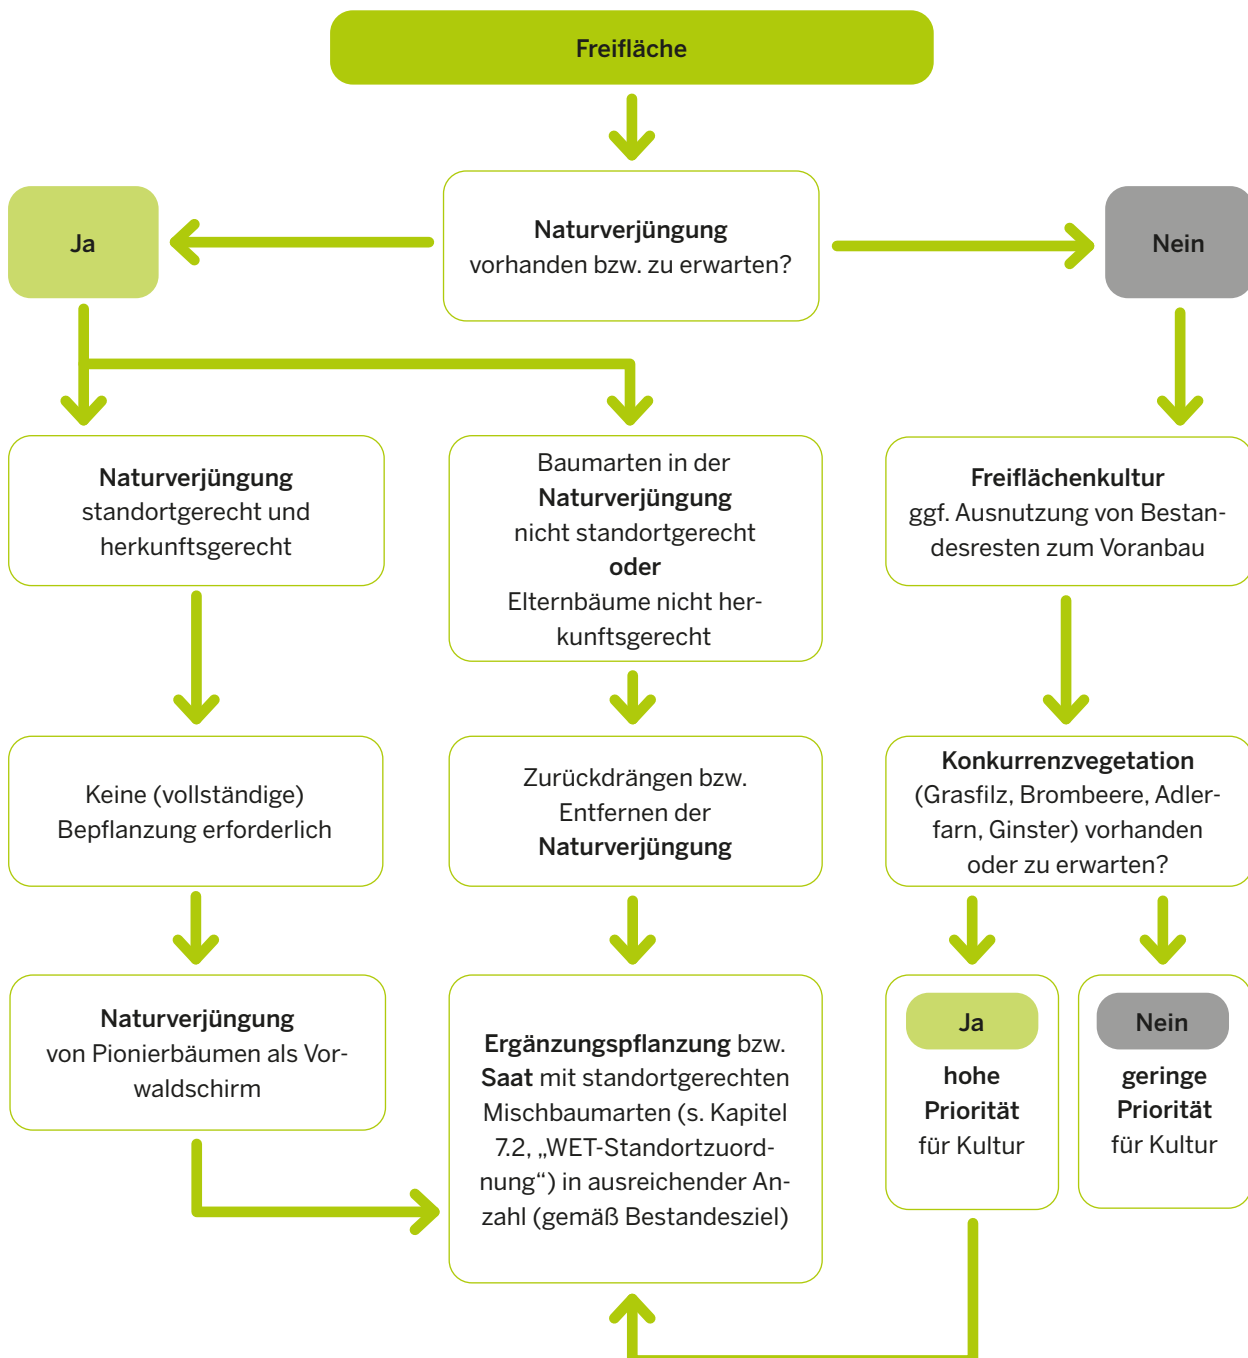 Freifläche
Naturverjüngung
vorhanden bzw. zu erwarten?
Ja
Nein
Naturverjüngung
standortgerecht und
herkunftsgerecht
Baumarten in der
Naturverjüngung
nicht standortgerecht
oder
Elternbäume nicht her-
kunftsgerecht
Freiflächenkultur
ggf. Ausnutzung von Bestan-
desresten zum Voranbau
Keine (vollständige)
Bepflanzung erforderlich
Zurückdrängen bzw.
Entfernen der
Naturverjüngung
Konkurrenzvegetation
(Grasfilz, Brombeere, Adler-
farn, Ginster) vorhanden
oder zu erwarten?
Naturverjüngung
von Pionierbäumen als Vor-
waldschirm
Ergänzungspflanzung bzw.
Saat mit standortgerechten
Mischbaumarten (s. Kapitel
7.2, „WET-Standortzuord-
nung“) in ausreichender An-
zahl (gemäß Bestandesziel)
Ja
hohe
Priorität
für Kultur
Nein
geringe
Priorität
für Kultur